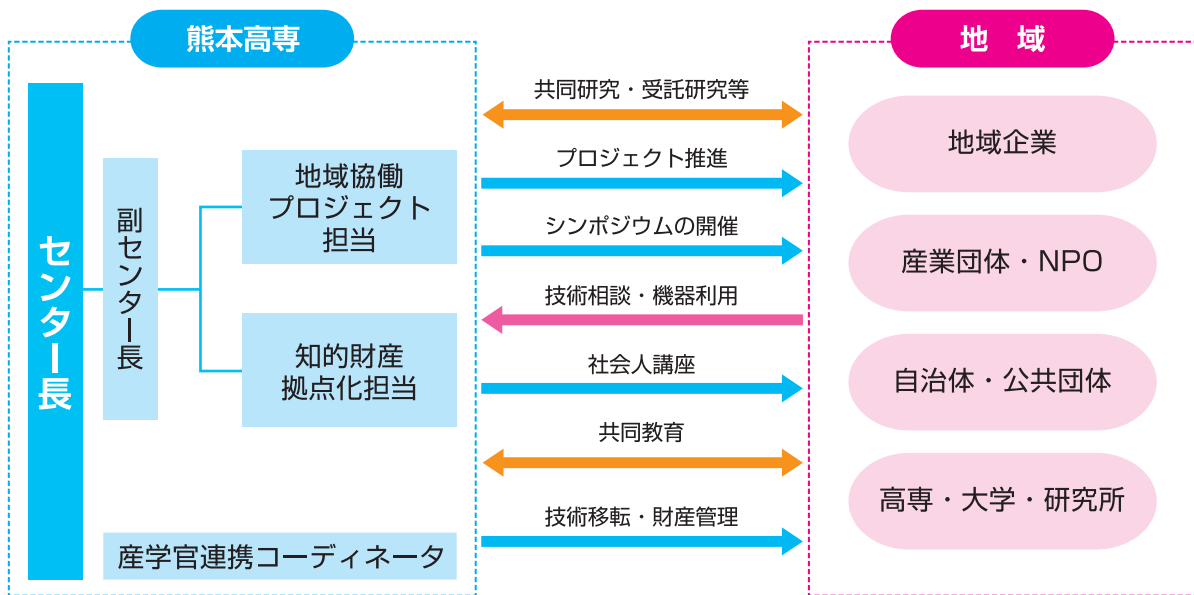 熊本高専
センター長
副センター長
地域協働
プロジェクト
担当
知的財産
拠点化担当
産学官連携コーディネータ
共同研究・受託研究等
プロジェクト推進
シンポジウムの開催
技術相談・機器利用
社会人講座
共同教育
技術移転・財産管理
地　域
地域企業
産業団体・NPO
自治体・公共団体
高専・大学・研究所